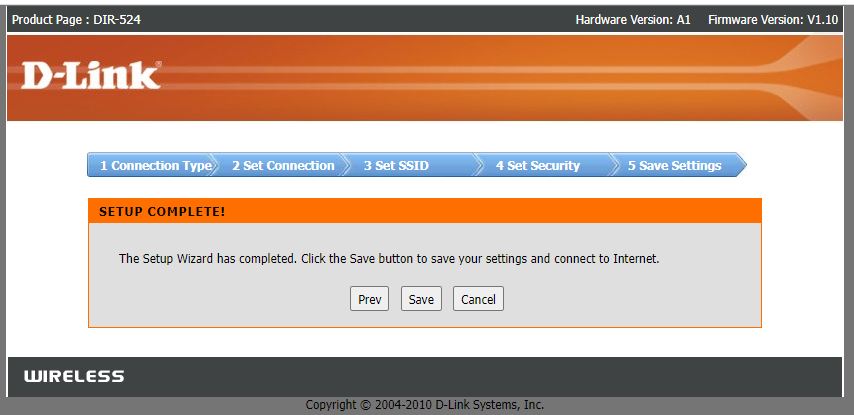 Product Page : DIR-524 Hardware Version: A1 Firmware Version: V1.10
D-Link®
1 Connection Type 2 Set Connection 3 Set SSID 4 Set Security 5 Save Settings
SETUP COMPLETE!
The Setup Wizard has completed. Click the Save button to save your settings and connect to Internet.
Prev Save Cancel
WIRELESS
Copyright © 2004-2010 D-Link Systems, Inc.